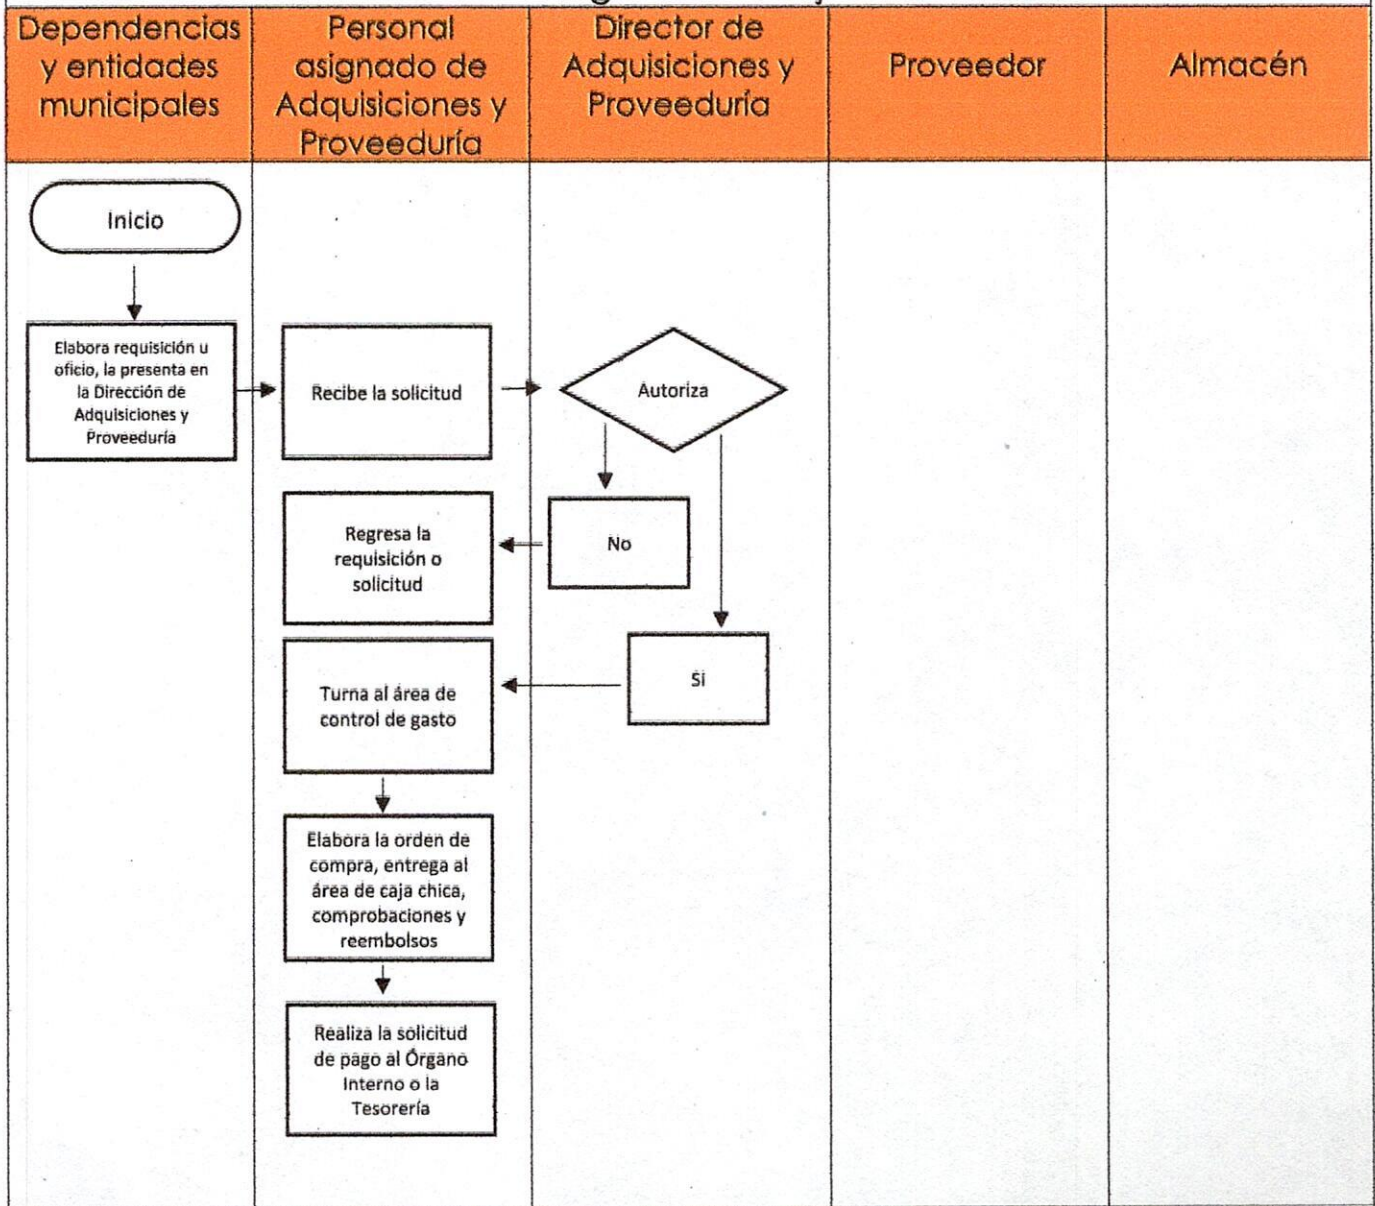 Dependencias
y entidades
municipales
Personal
asignado de
Adquisiciones y
Proveeduría
Director de
Adquisiciones y
Proveeduría
Proveedor
Almacén
Inicio
Elabora requisición u
oficio, la presenta en
la Dirección de
Adquisiciones y
Proveeduría
Recibe la solicitud
Autoriza
Regresa la
requisición o
solicitud
No
Turna al área de
control de gasto
Si
Elabora la orden de
compra, entrega al
área de caja chica,
comprobaciones y
reembolsos
Realiza la solicitud
de pago al Órgano
Interno o la
Tesorería